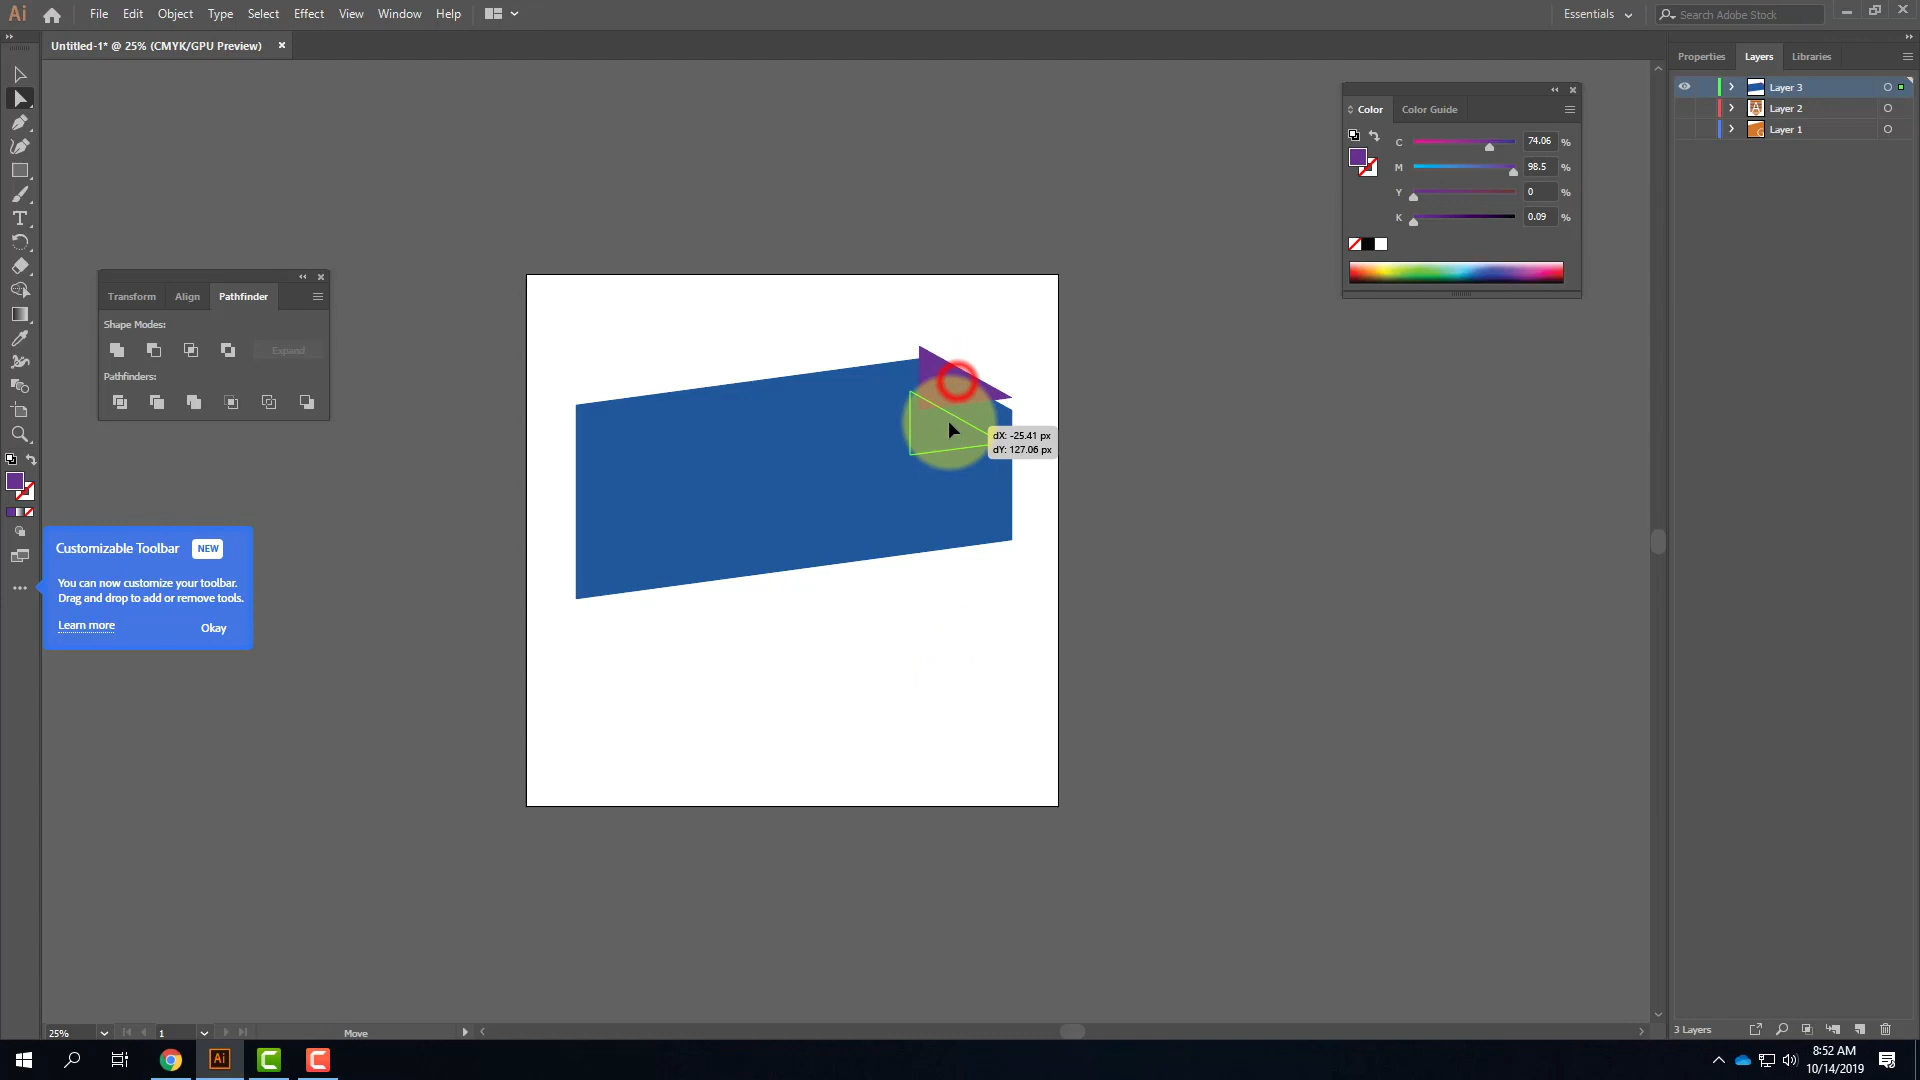 Ai File Edit Object Type Select Effect View Window Help Essentials Search Adobe Stock
Untitled-1* @ 25% (CMYK/GPU Preview)
Properties Layers Libraries
Layer 3
Layer 2
Layer 1
Color Color Guide
C 74.06 %
M 98.5 %
Y 0 %
K 0.09 %
Transform Align Pathfinder
Shape Modes:
Expand
Pathfinders:
dX: -25.41 px
dY: 127.06 px
Customizable Toolbar NEW
You can now customize your toolbar.
Drag and drop to add or remove tools.
Learn more Okay
25% 1 Move
3 Layers
Ai
8:52 AM
10/14/2019